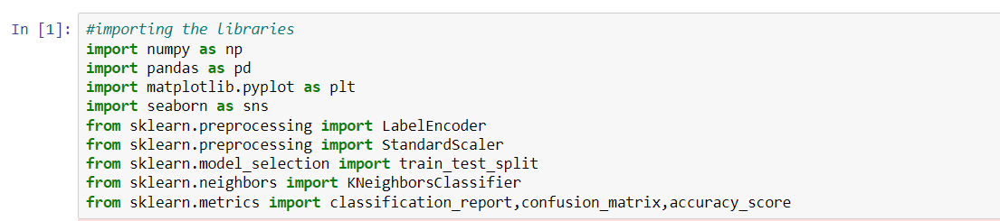 In [1]: #importing the libraries
import numpy as np
import pandas as pd
import matplotlib.pyplot as plt
import seaborn as sns
from sklearn.preprocessing import LabelEncoder
from sklearn.preprocessing import StandardScaler
from sklearn.model_selection import train_test_split
from sklearn.neighbors import KNeighborsClassifier
from sklearn.metrics import classification_report,confusion_matrix,accuracy_score